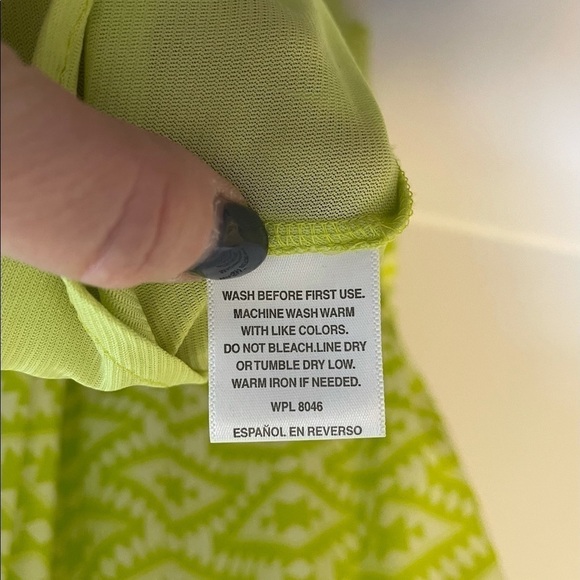 WASH BEFORE FIRST USE.
MACHINE WASH WARM
WITH LIKE COLORS.
DO NOT BLEACH.LINE DRY
OR TUMBLE DRY LOW.
WARM IRON IF NEEDED.
WPL 8046
ESPAÑOL EN REVERSO